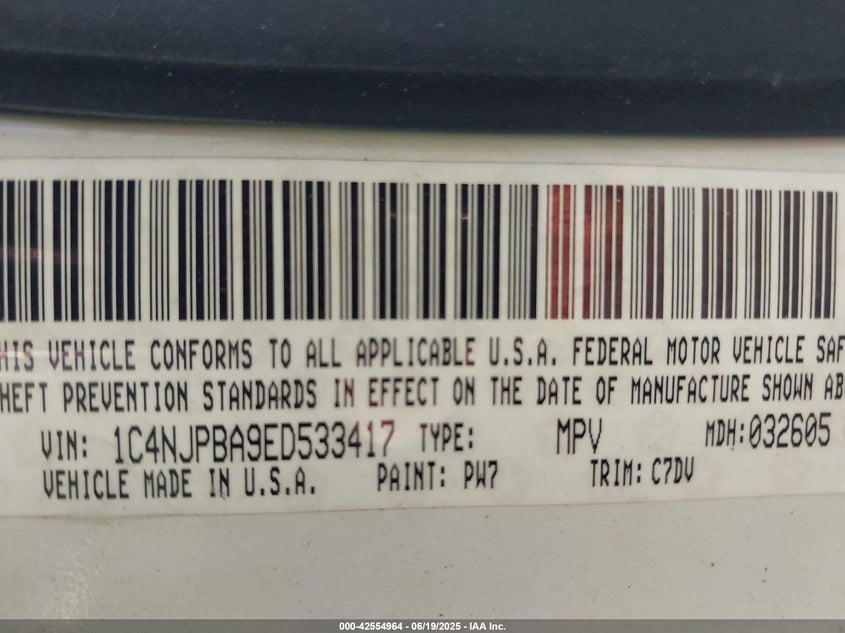 HIS VEHICLE CONFORMS TO ALL APPLICABLE U.S.A. FEDERAL MOTOR VEHICLE SAF
HEFT PREVENTION STANDARDS IN EFFECT ON THE DATE OF MANUFACTURE SHOWN AB
VIN: 1C4NJPBA9ED533417 TYPE: MPV MDH:032605
VEHICLE MADE IN U.S.A. PAINT: PW7 TRIM: C7DV
000-42554964 - 06/19/2025 - IAA Inc.